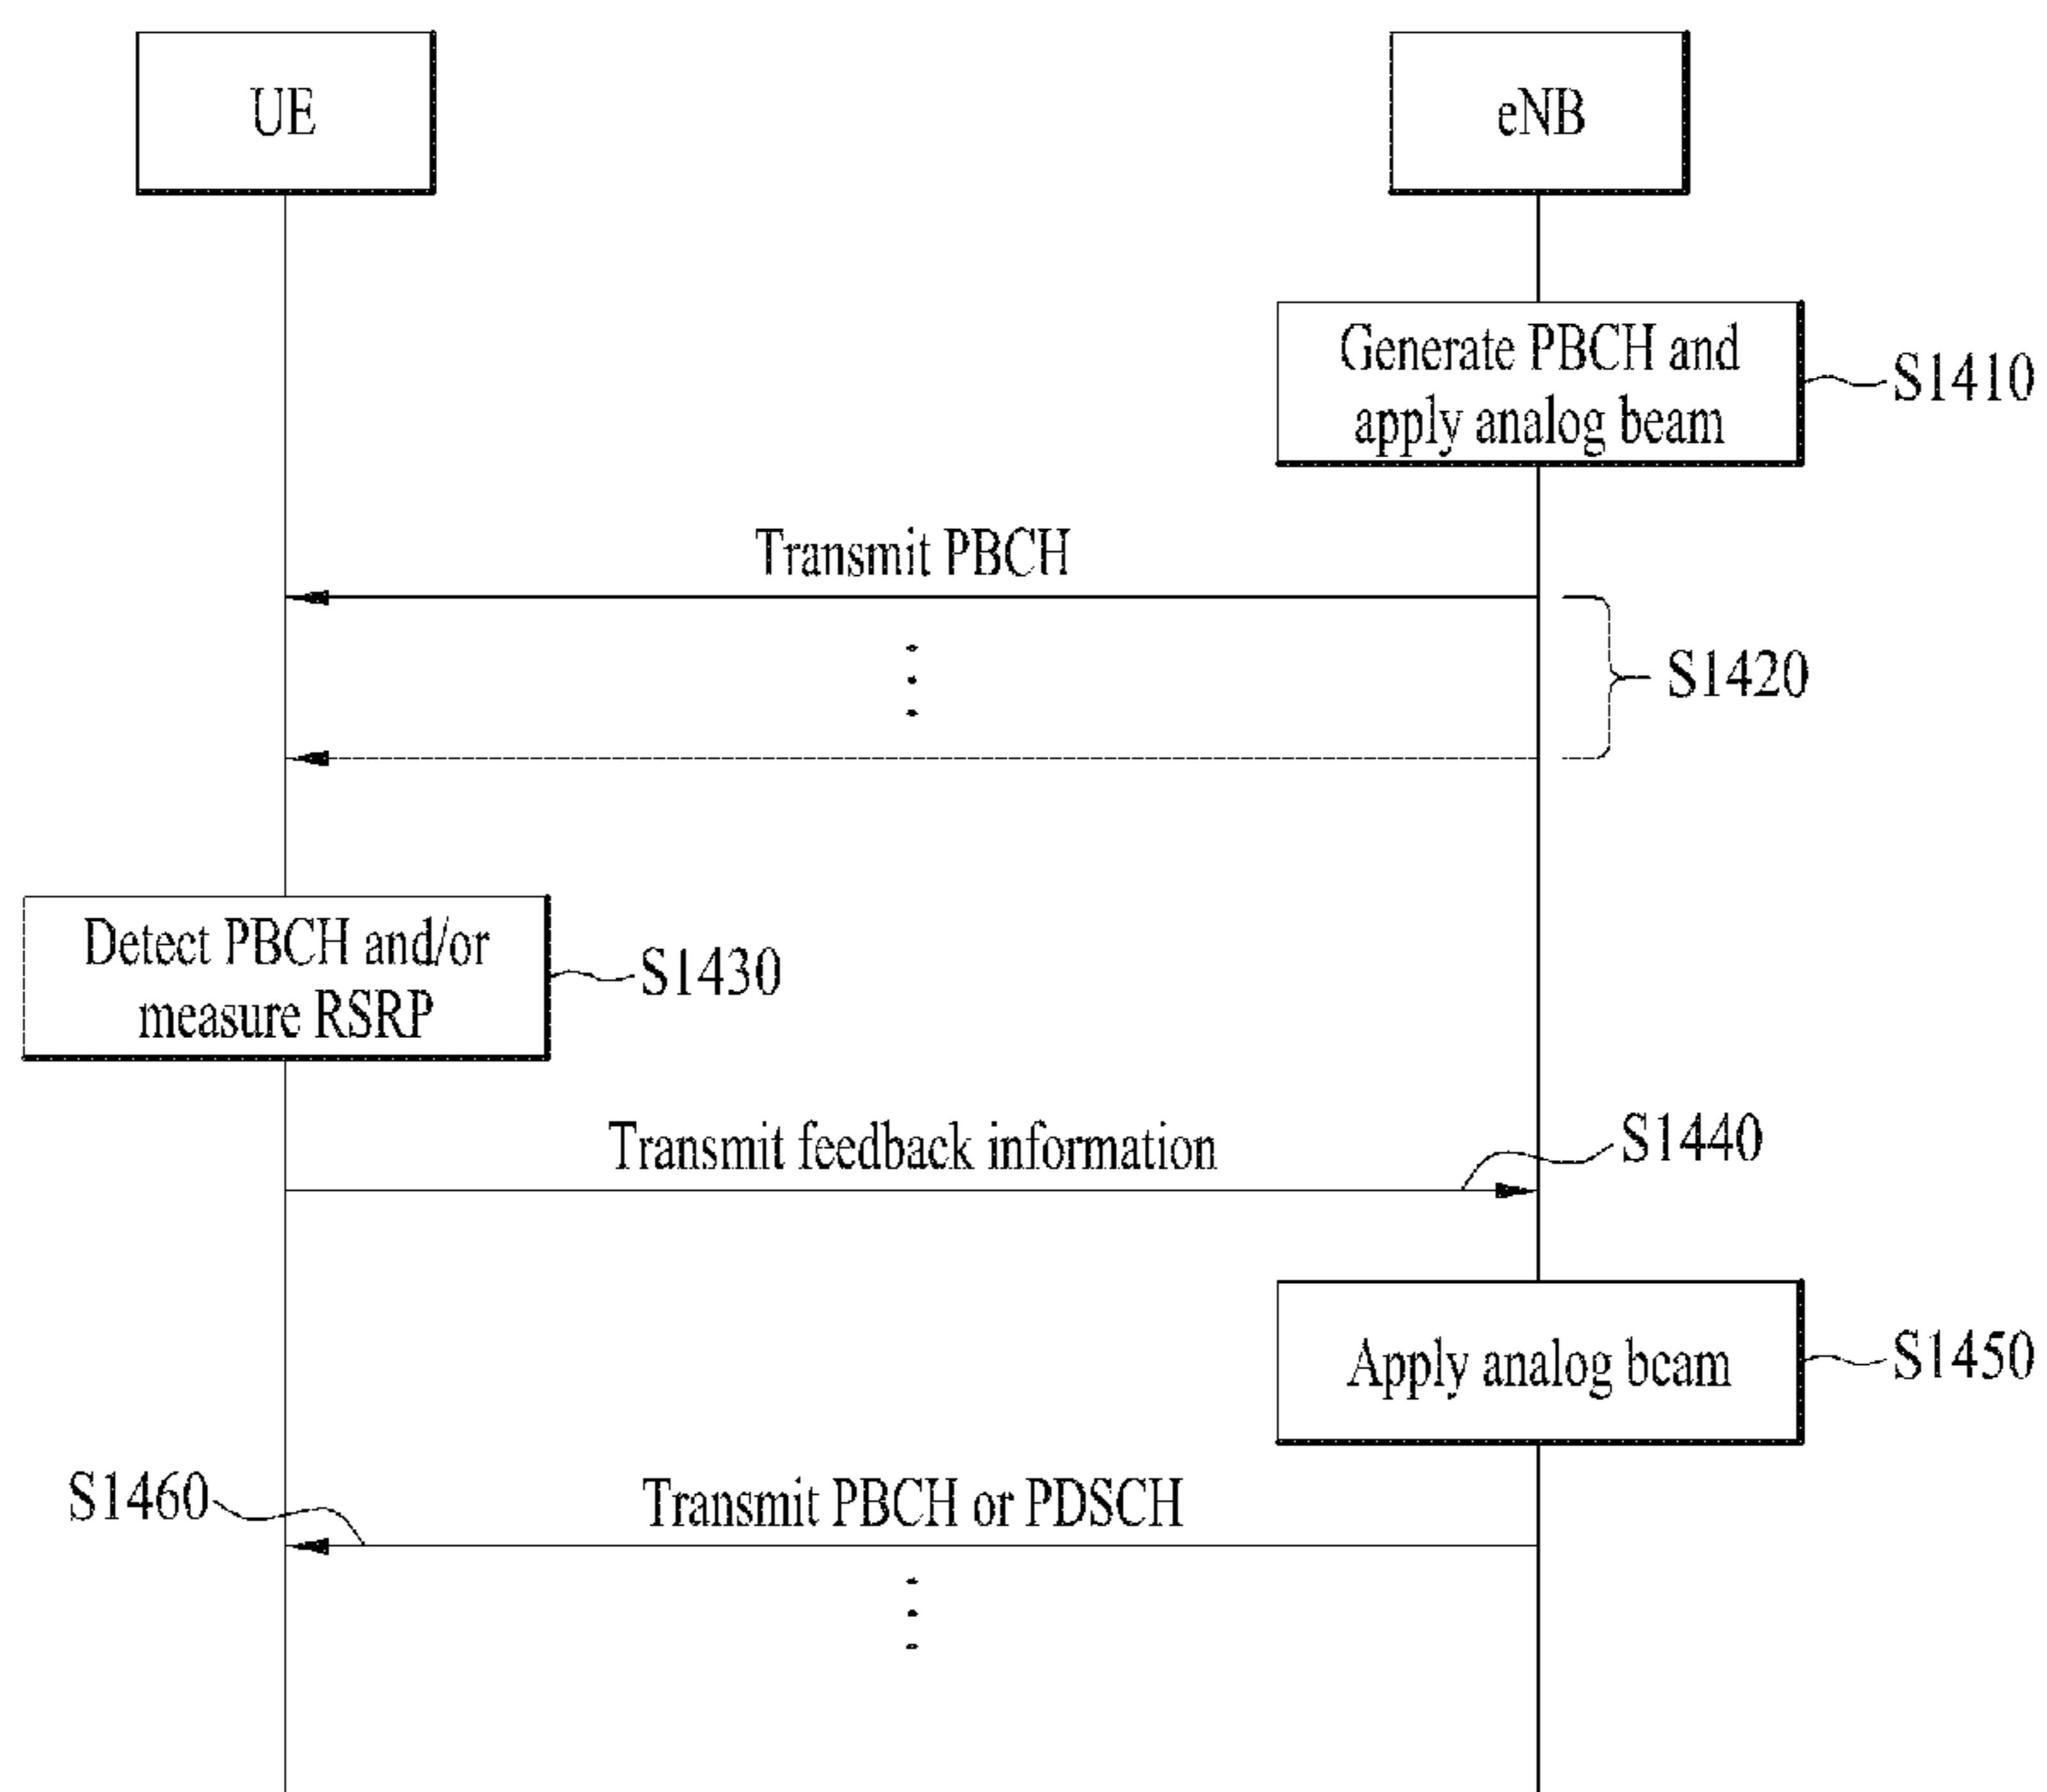 UE
eNB
Generate PBCH and
apply analog beam
S1410
Transmit PBCH
S1420
Detect PBCH and/or
measure RSRP
S1430
Transmit feedback information
S1440
Apply analog beam
S1450
S1460
Transmit PBCH or PDSCH